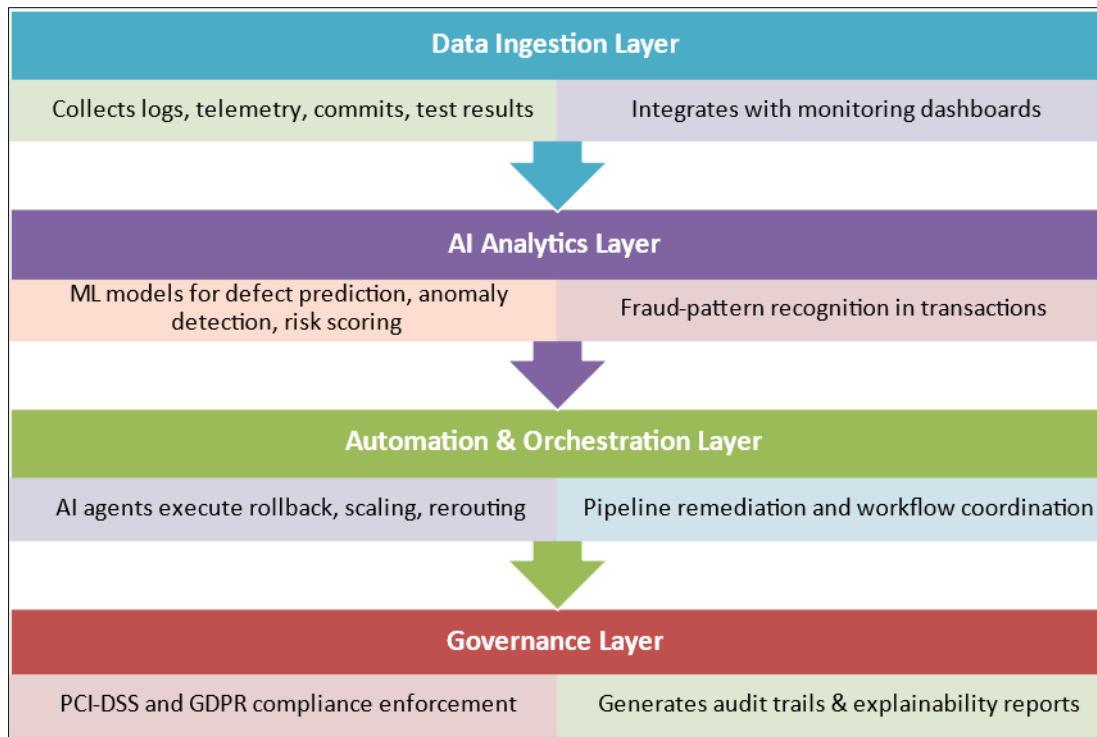 Data Ingestion Layer
Collects logs, telemetry, commits, test results
Integrates with monitoring dashboards
AI Analytics Layer
ML models for defect prediction, anomaly
detection, risk scoring
Fraud-pattern recognition in transactions
Automation & Orchestration Layer
AI agents execute rollback, scaling, rerouting
Pipeline remediation and workflow coordination
Governance Layer
PCI-DSS and GDPR compliance enforcement
Generates audit trails & explainability reports